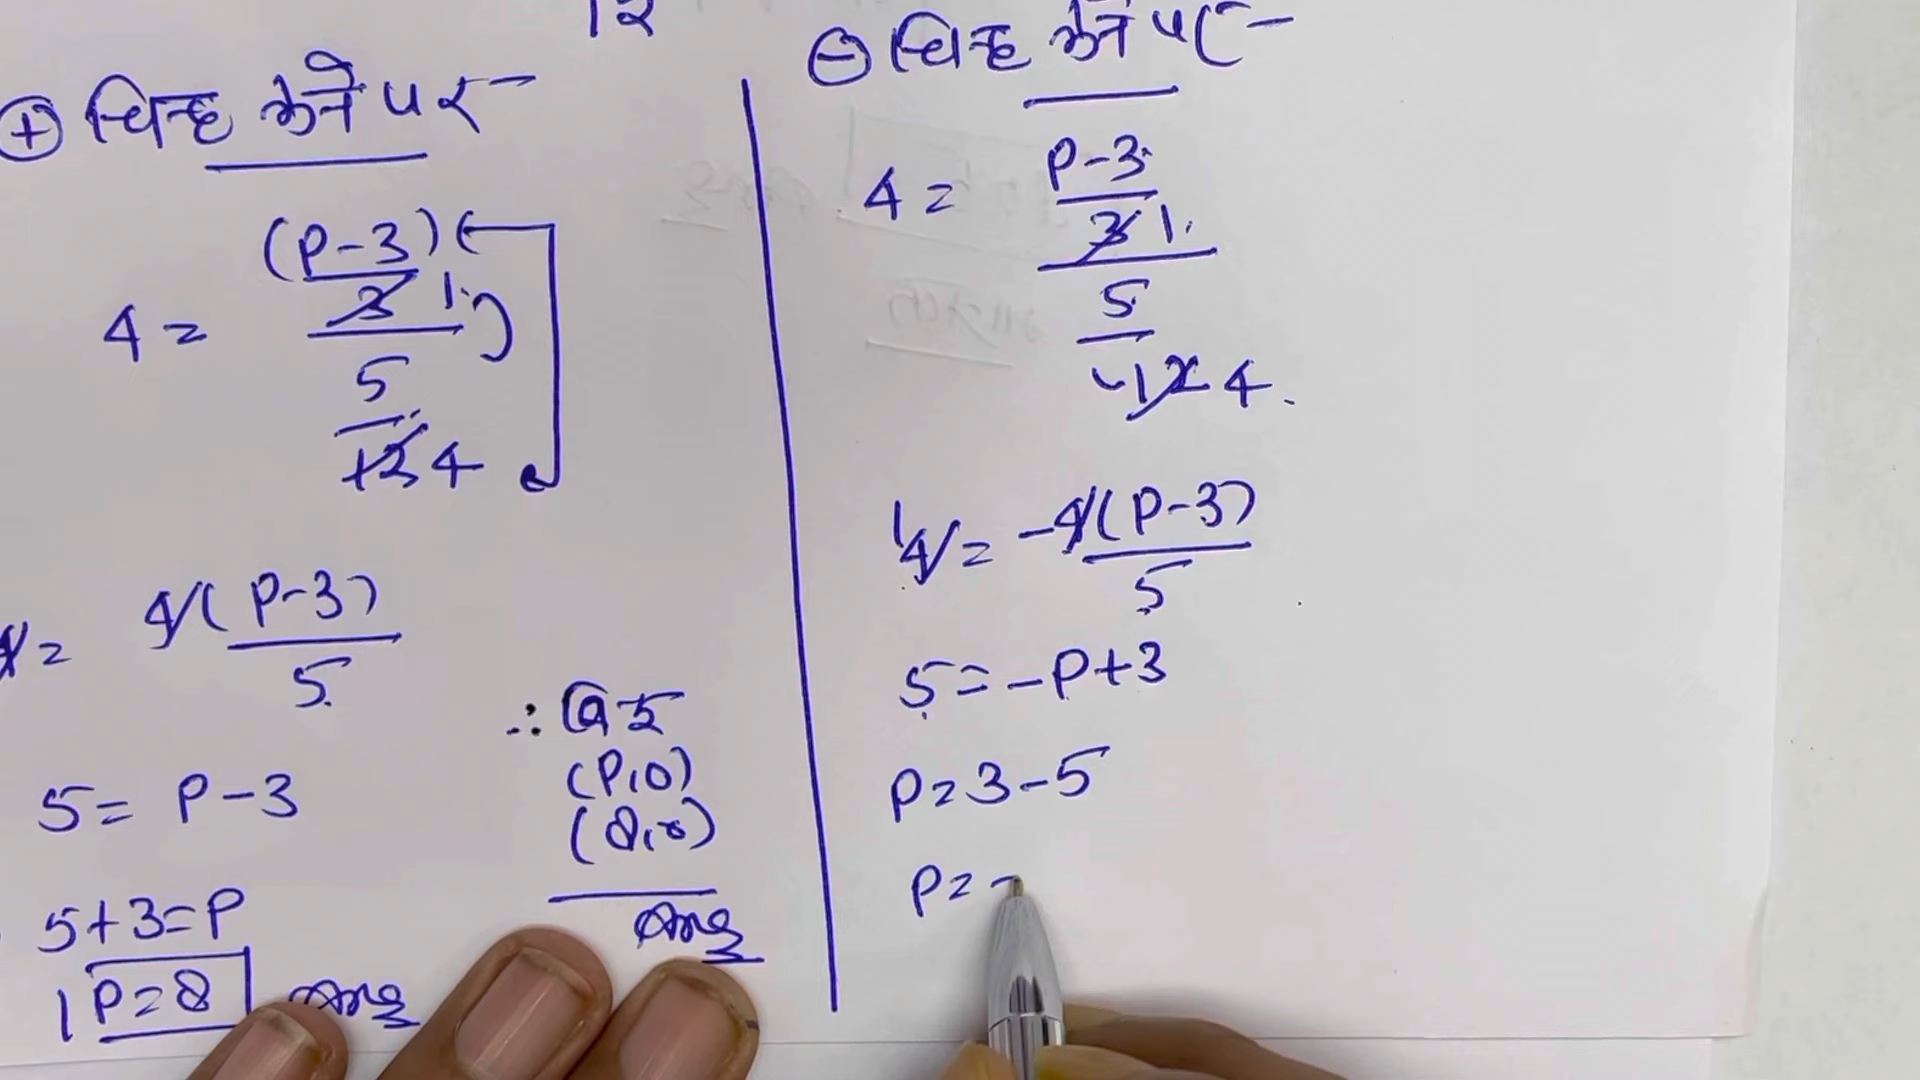 12
⊕ चिन्ह लेने पर -
4 = (P-3)
3 1
5
+12 4
4 = 4(P-3)
5
5 = P-3
5+3=P
P=8 Ans
∴ बिंदु
(P,0)
(8,0)
Ans
⊖ चिन्ह लेने पर -
4 = P-3
3 1
5
-12 4
1 4 = -4(P-3)
5
5 = -P+3
P=3-5
P= -